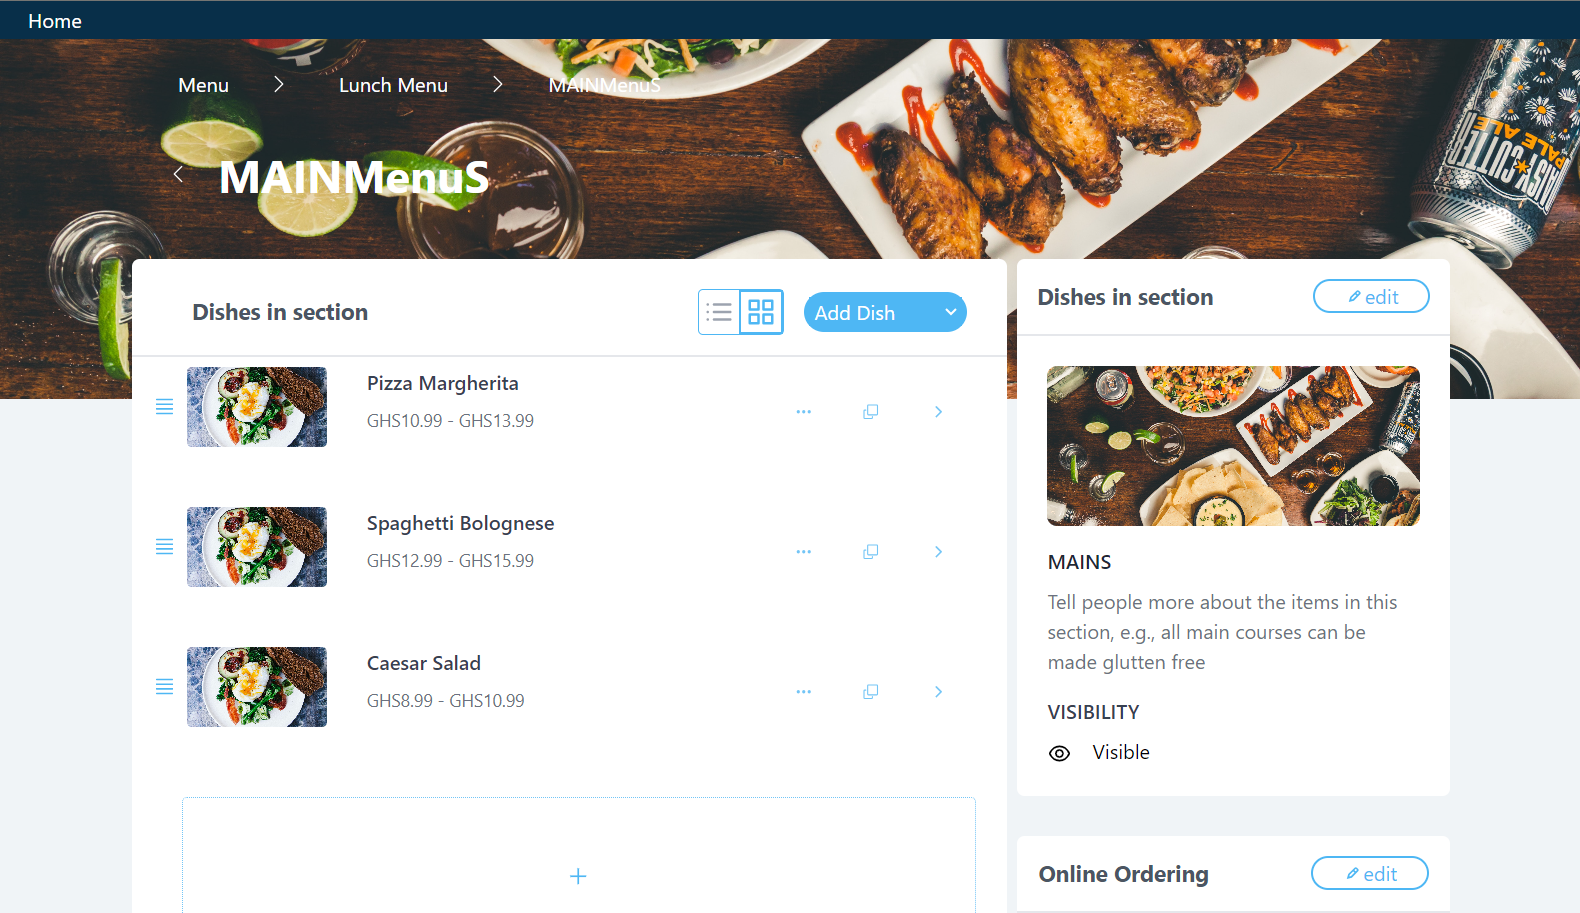 Home
Menu
Lunch Menu
MAINMenuS
MAINMenuS
PALE ALE
Dishes in section
Add Dish
Pizza Margherita
GHS10.99 - GHS13.99
Spaghetti Bolognese
GHS12.99 - GHS15.99
Caesar Salad
GHS8.99 - GHS10.99
Dishes in section
edit
MAINS
Tell people more about the items in this
section, e.g., all main courses can be
made glutten free
VISIBILITY
Visible
Online Ordering
edit